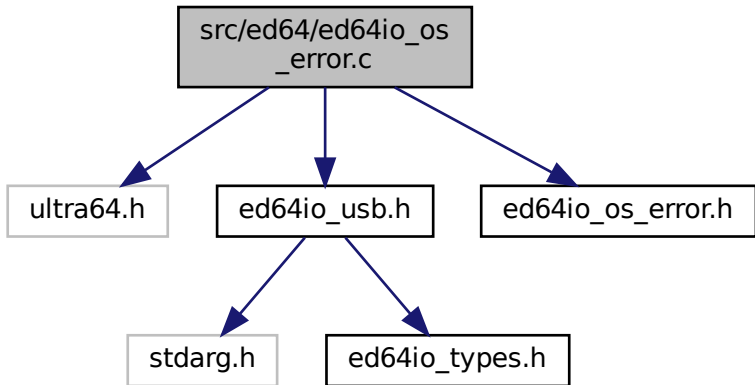 src/ed64/ed64io_os
_error.c
ultra64.h
ed64io_usb.h
ed64io_os_error.h
stdarg.h
ed64io_types.h